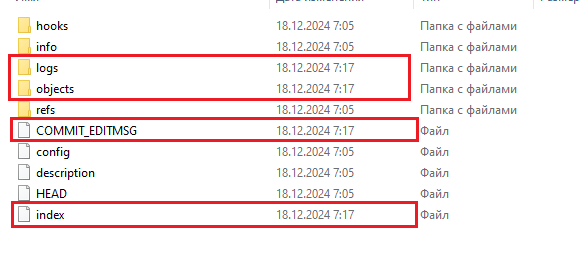 hooks 18.12.2024 7:05 Папка с файлами
info 18.12.2024 7:05 Папка с файлами
logs 18.12.2024 7:17 Папка с файлами
objects 18.12.2024 7:17 Папка с файлами
refs 18.12.2024 7:05 Папка с файлами
COMMIT_EDITMSG 18.12.2024 7:17 Файл
config 18.12.2024 7:05 Файл
description 18.12.2024 7:05 Файл
HEAD 18.12.2024 7:05 Файл
index 18.12.2024 7:17 Файл